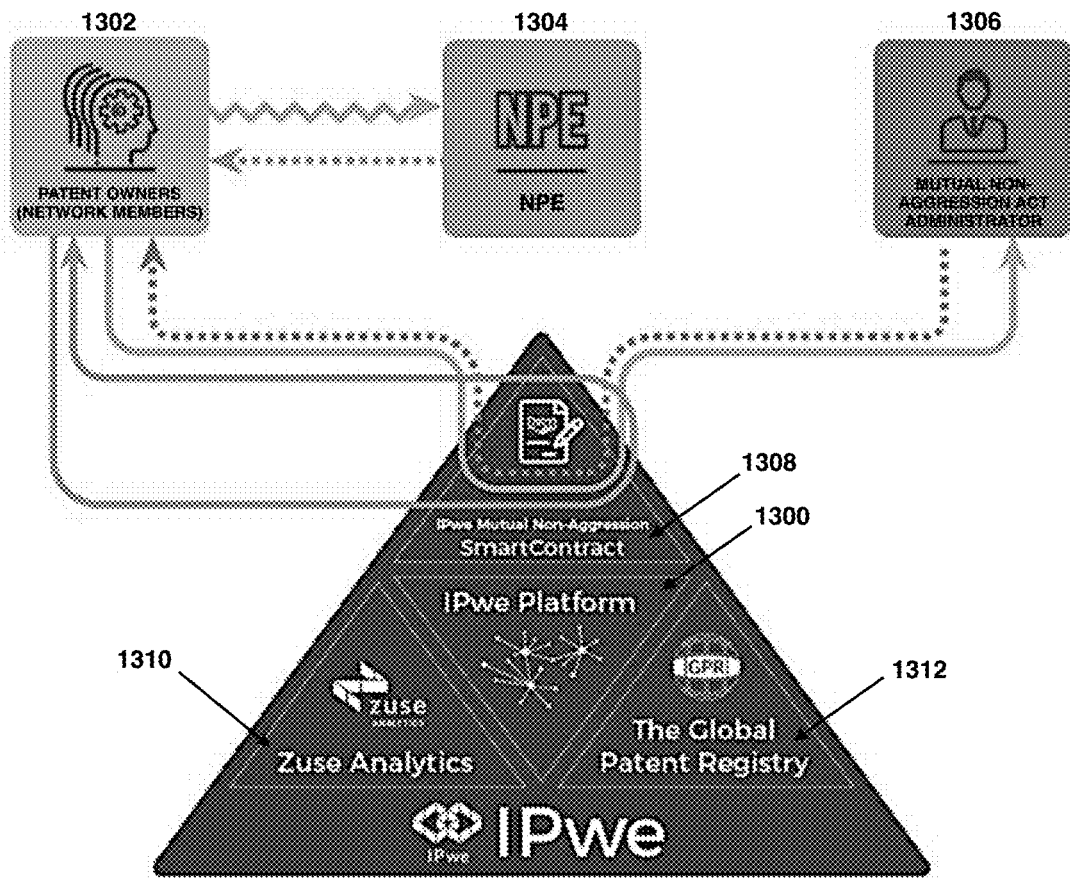 1302
1304
1306
NPE
PATENT OWNERS
(NETWORK MEMBERS)
NPE
MUTUAL NON-
AGGRESSION ACT
ADMINISTRATOR
1308
1300
IPwe Mutual Non-Aggression
SmartContract
IPwe Platform
1310
1312
GPR
zuse
ANALYTICS
The Global
Patent Registry
Zuse Analytics
IPwe
IPwe